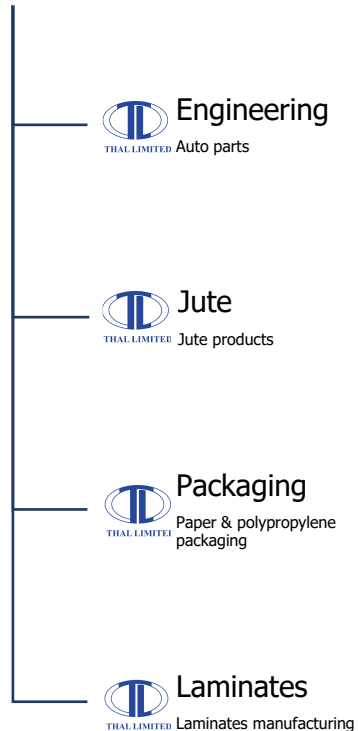 Engineering
THAL LIMITED Auto parts
Jute
THAL LIMITED Jute products
Packaging
Paper & polypropylene
THAL LIMITED packaging
Laminates
THAL LIMITED Laminates manufacturing